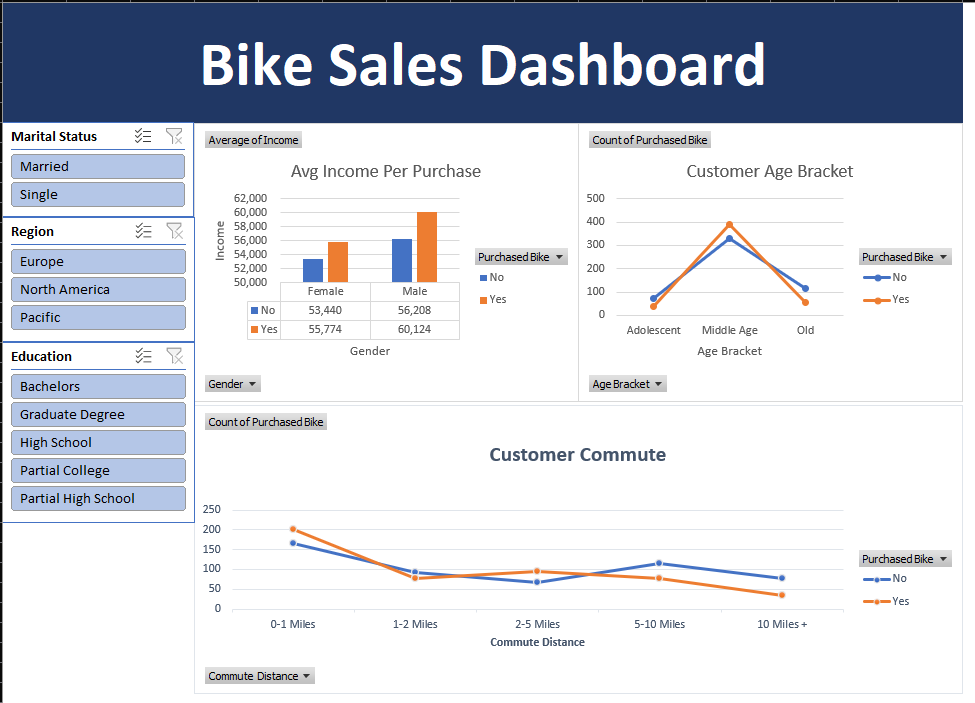 Bike Sales Dashboard
Marital Status
Married
Single
Region
Europe
North America
Pacific
Education
Bachelors
Graduate Degree
High School
Partial College
Partial High School
Average of Income
Avg Income Per Purchase
62,000
60,000
58,000
56,000
54,000
52,000
50,000
Income
Female Male
No 53,440 56,208
Yes 55,774 60,124
Gender
Purchased Bike
No
Yes
Gender
Count of Purchased Bike
Customer Age Bracket
500
400
300
200
100
0
Adolescent Middle Age Old
Age Bracket
Purchased Bike
No
Yes
Age Bracket
Count of Purchased Bike
Customer Commute
250
200
150
100
50
0
0-1 Miles 1-2 Miles 2-5 Miles 5-10 Miles 10 Miles +
Commute Distance
Purchased Bike
No
Yes
Commute Distance